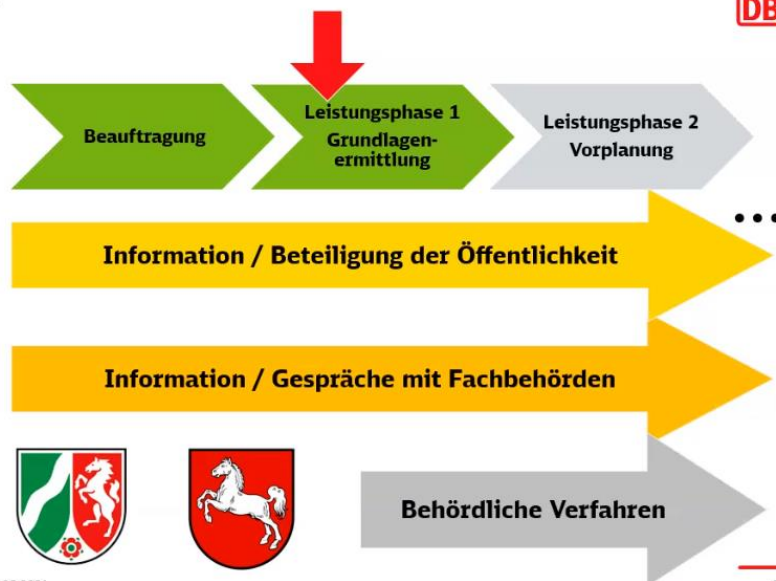 DB
Beauftragung
Leistungsphase 1
Grundlagen-
ermittlung
Leistungsphase 2
Vorplanung
...
Information / Beteiligung der Öffentlichkeit
Information / Gespräche mit Fachbehörden
Behördliche Verfahren